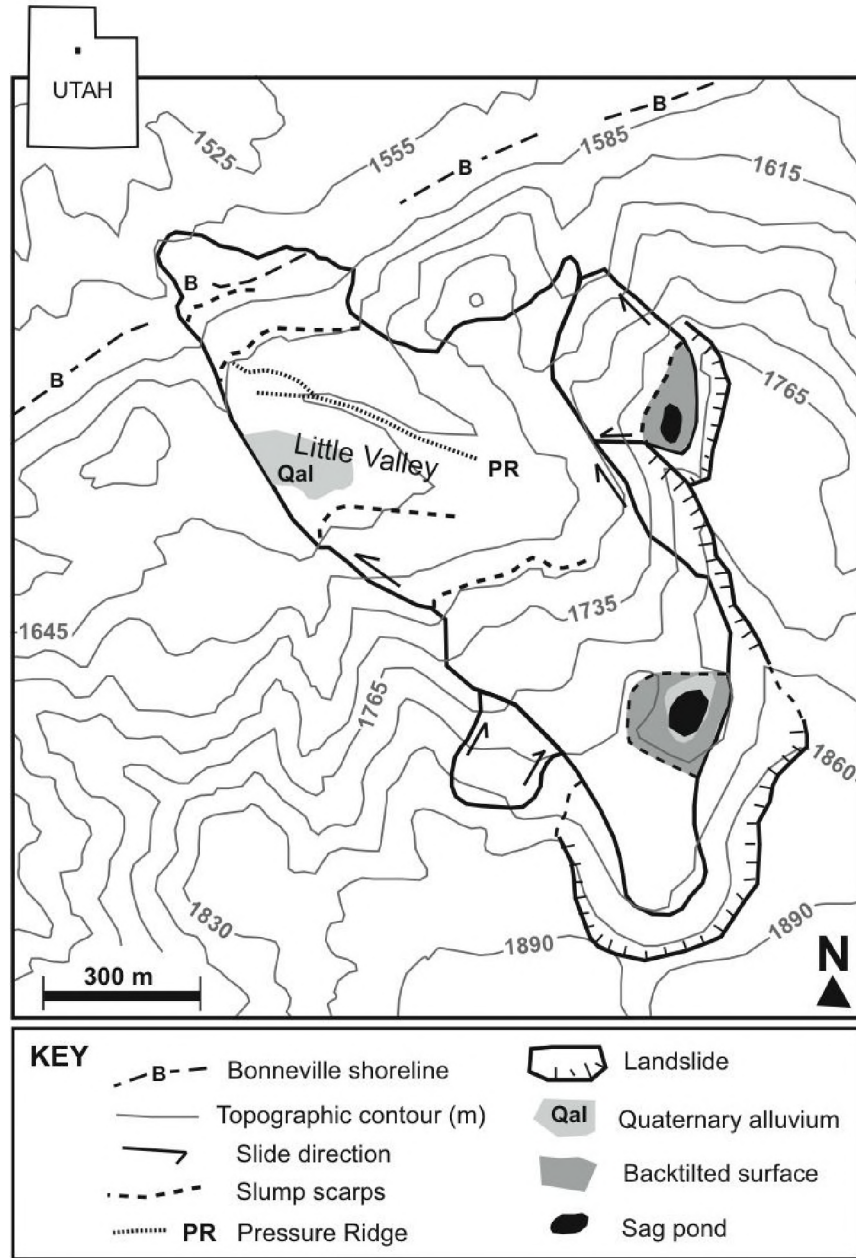 UTAH
B
B
1585
1555
1525
1615
B
B
1765
Little Valley
PR
Qal
1735
1645
1765
1860
1830
1890
1890
300 m
N
KEY
B
Bonneville shoreline
Topographic contour (m)
Slide direction
Slump scarps
PR Pressure Ridge
Landslide
Qal
Quaternary alluvium
Backtilted surface
Sag pond